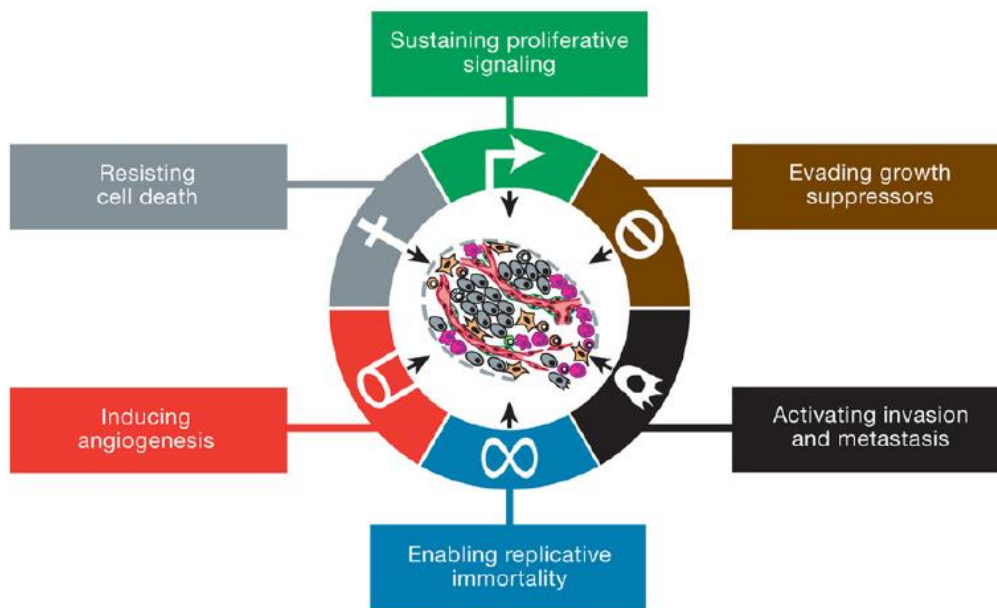 Sustaining proliferative
signaling
Resisting
cell death
Evading growth
suppressors
Inducing
angiogenesis
Activating invasion
and metastasis
Enabling replicative
immortality